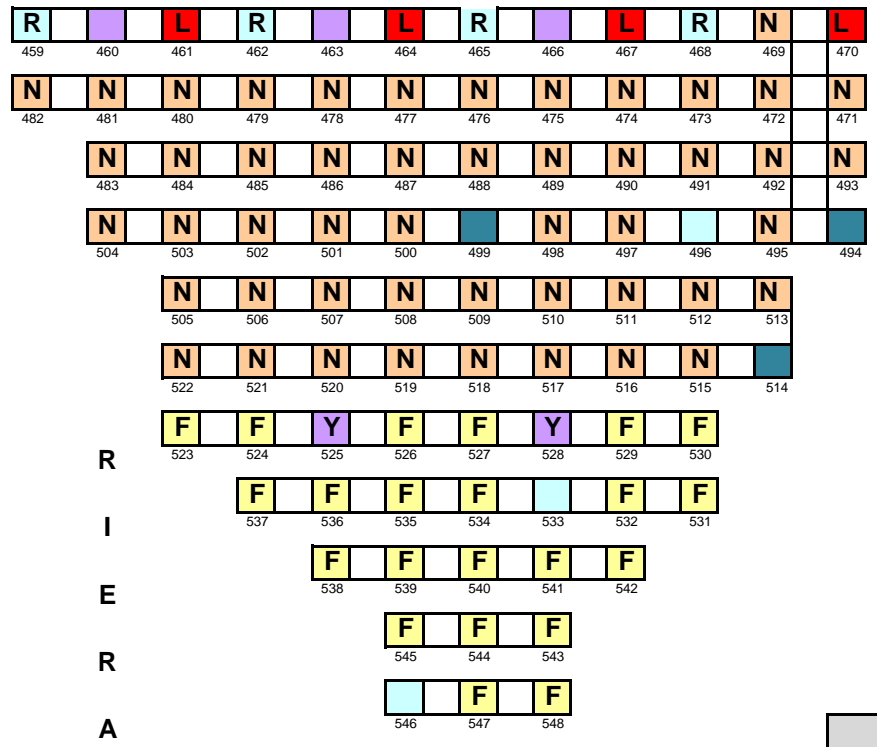 R L R L R L R N L
459 460 461 462 463 464 465 466 467 468 469 470
N N N N N N N N N N N N
482 481 480 479 478 477 476 475 474 473 472 471
N N N N N N N N N N N
483 484 485 486 487 488 489 490 491 492 493
N N N N N N N N
504 503 502 501 500 499 498 497 496 495 494
N N N N N N N N N
505 506 507 508 509 510 511 512 513
N N N N N N N N
522 521 520 519 518 517 516 515 514
F F Y F F Y F F
523 524 525 526 527 528 529 530
R
F F F F F F
537 536 535 534 533 532 531
I
F F F F F
538 539 540 541 542
E
F F F
545 544 543
R
F F
546 547 548
A